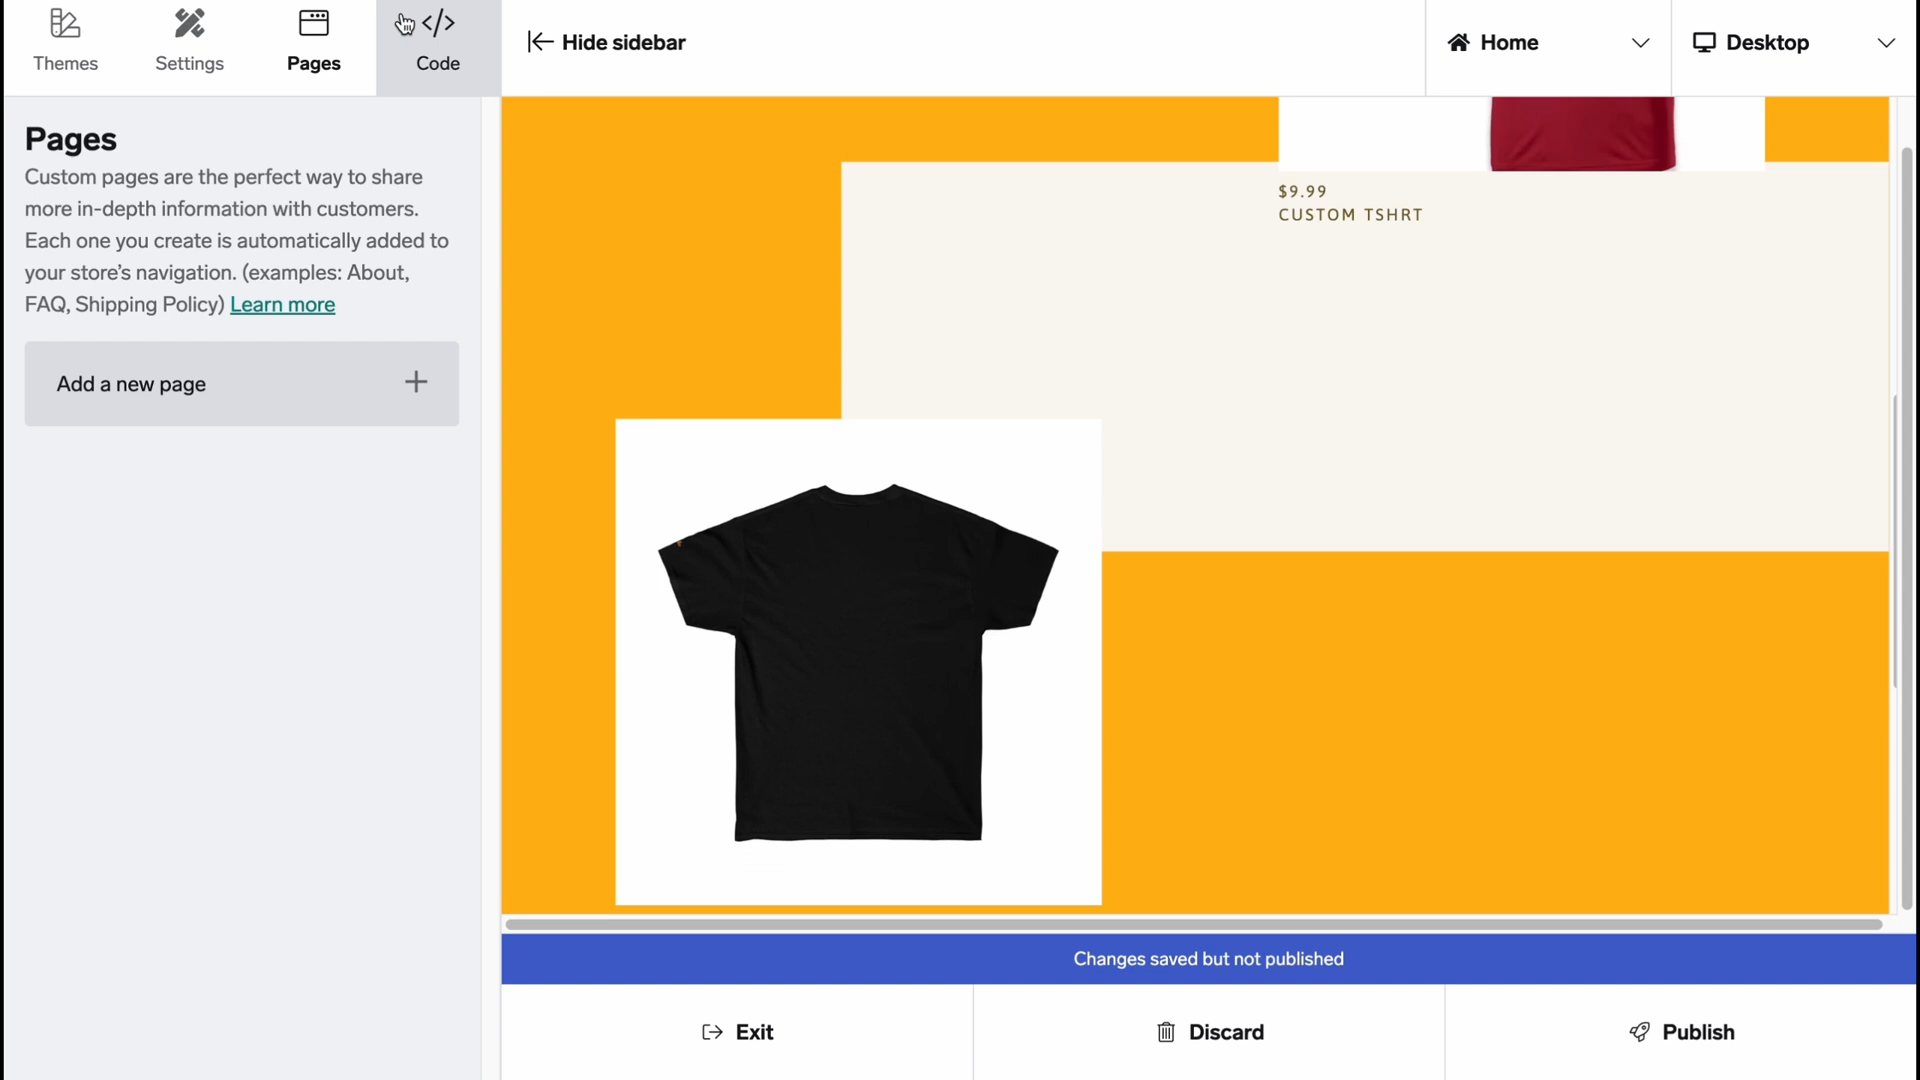 Themes
Settings
Pages
Code
Hide sidebar
Home
Desktop
Pages
Custom pages are the perfect way to share
more in-depth information with customers.
Each one you create is automatically added to
your store's navigation. (examples: About,
FAQ, Shipping Policy) Learn more
Add a new page
$9.99
CUSTOM TSHRT
Changes saved but not published
Exit
Discard
Publish